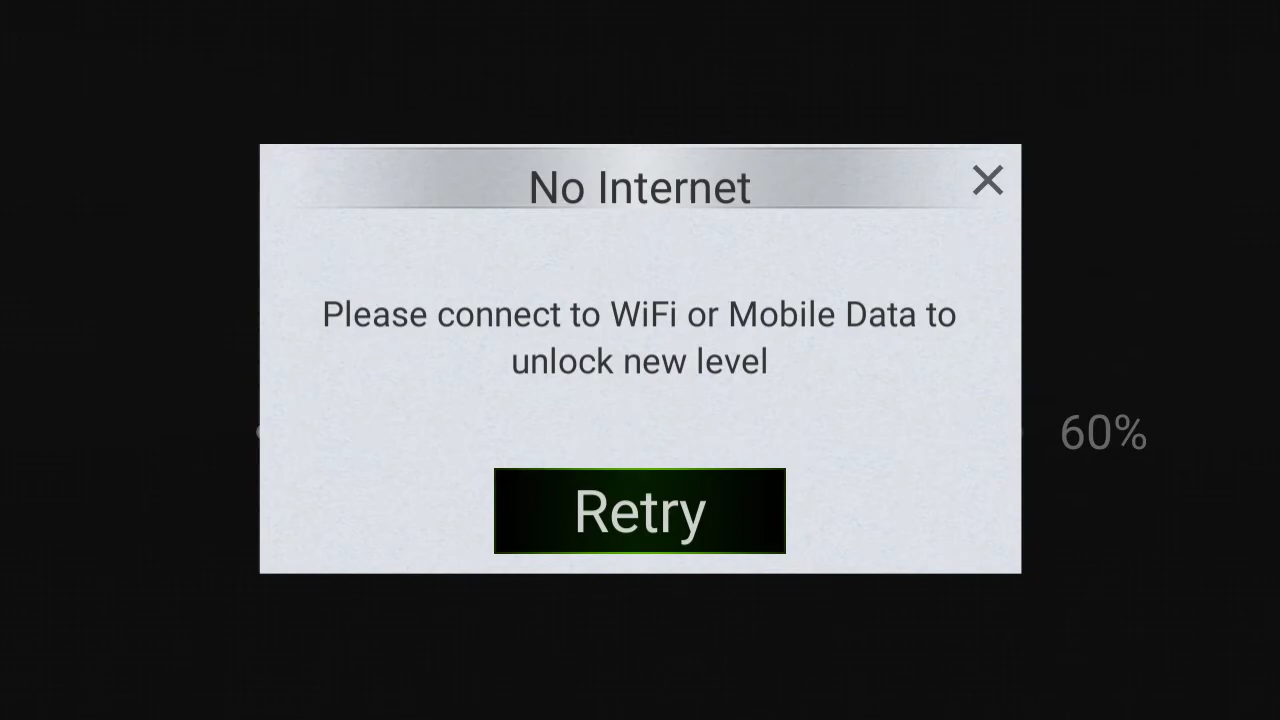 No Internet
Please connect to WiFi or Mobile Data to
unlock new level
60%
Retry